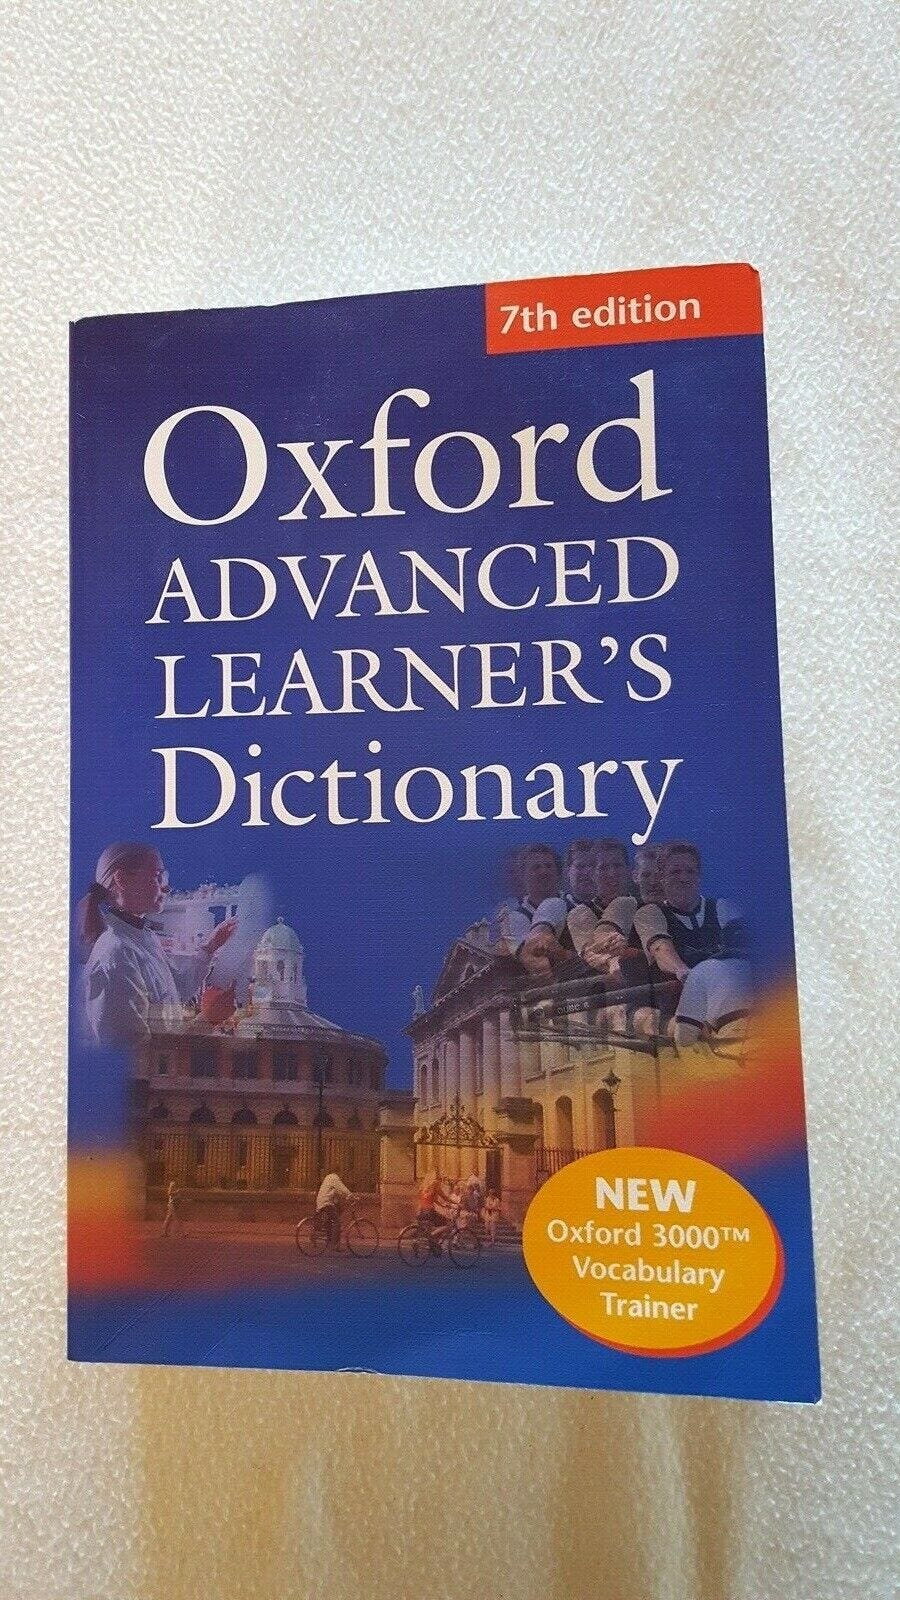 7th edition
Oxford
ADVANCED
LEARNER'S
Dictionary
NEW
Oxford 3000™
Vocabulary
Trainer